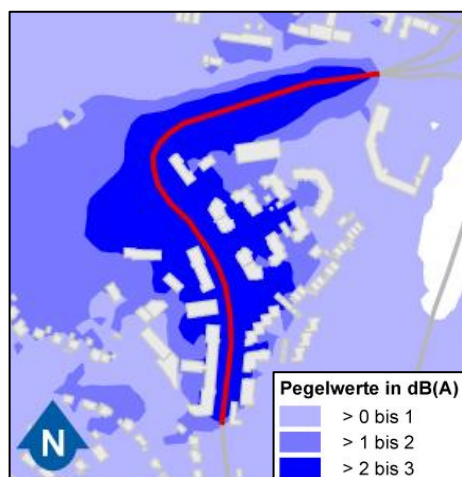 Pegelwerte in dB(A)
> 0 bis 1
> 1 bis 2
> 2 bis 3
N